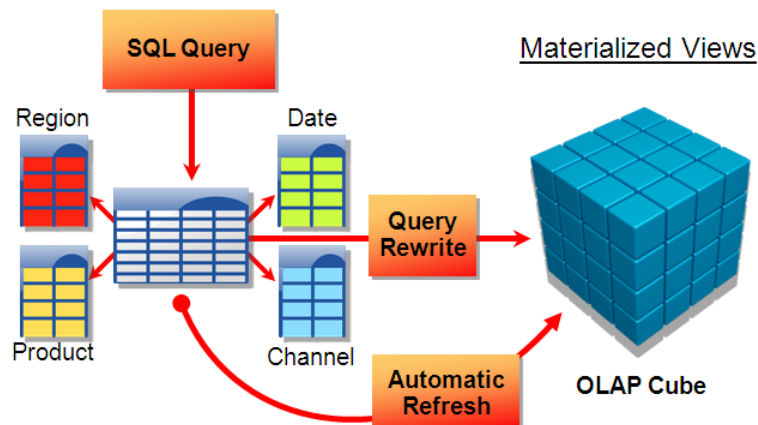 SQL Query
Materialized Views
Region
Date
Query
Rewrite
Product
Channel
Automatic
Refresh
OLAP Cube